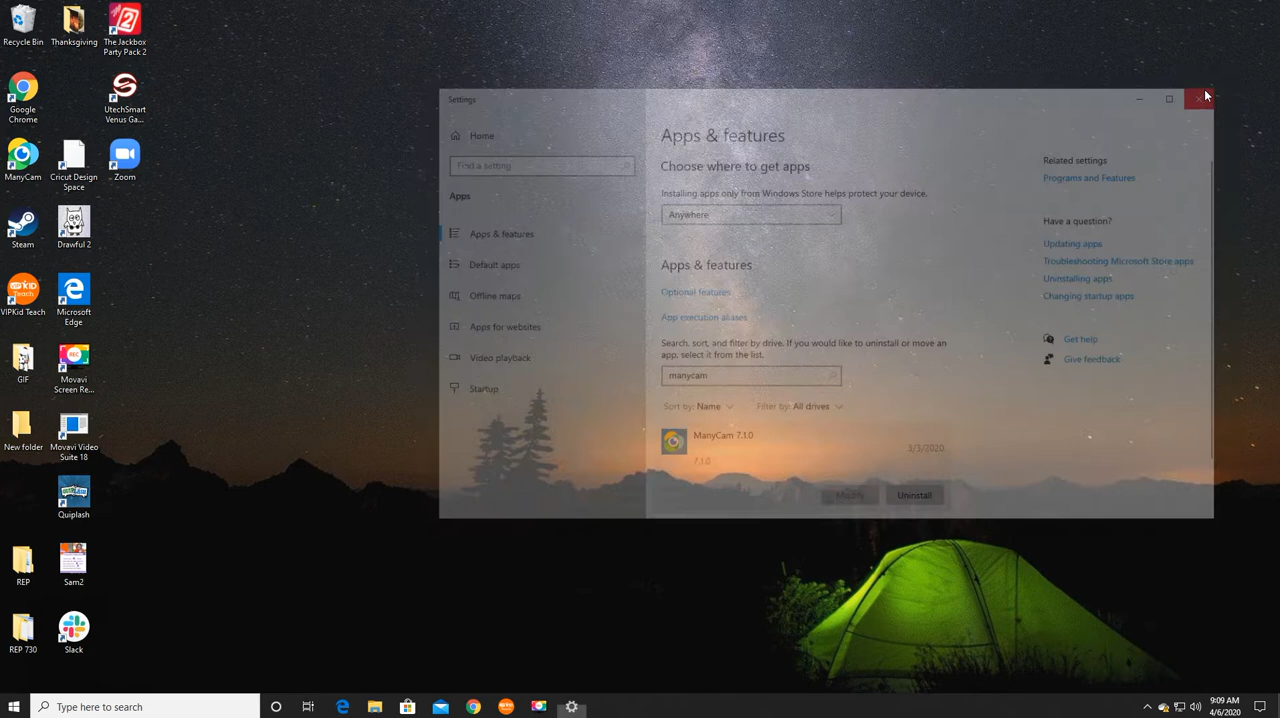 Recycle Bin
Thanksgiving
The Jackbox
Party Pack 2
Google
Chrome
UtechSmart
Venus Ga...
ManyCam
Cricut Design
Space
Zoom
Steam
Drawful 2
VIPKid Teach
Microsoft
Edge
GIF
Movavi
Screen Re...
New folder
Movavi Video
Suite 18
Quiplash
REP
Sam2
REP 730
Slack
Settings
Home
Find a setting
Apps
Apps & features
Default apps
Offline maps
Apps for websites
Video playback
Startup
Apps & features
Choose where to get apps
Installing apps only from Windows Store helps protect your device.
Anywhere
Apps & features
Optional features
App execution aliases
Search, sort, and filter by drive. If you would like to uninstall or move an
app, select it from the list.
manycam
Sort by: Name
Filter by: All drives
ManyCam 7.1.0
3/3/2020
7.1.0
Modify
Uninstall
Related settings
Programs and Features
Have a question?
Updating apps
Troubleshooting Microsoft Store apps
Uninstalling apps
Changing startup apps
Get help
Give feedback
Type here to search
9:09 AM
4/6/2020